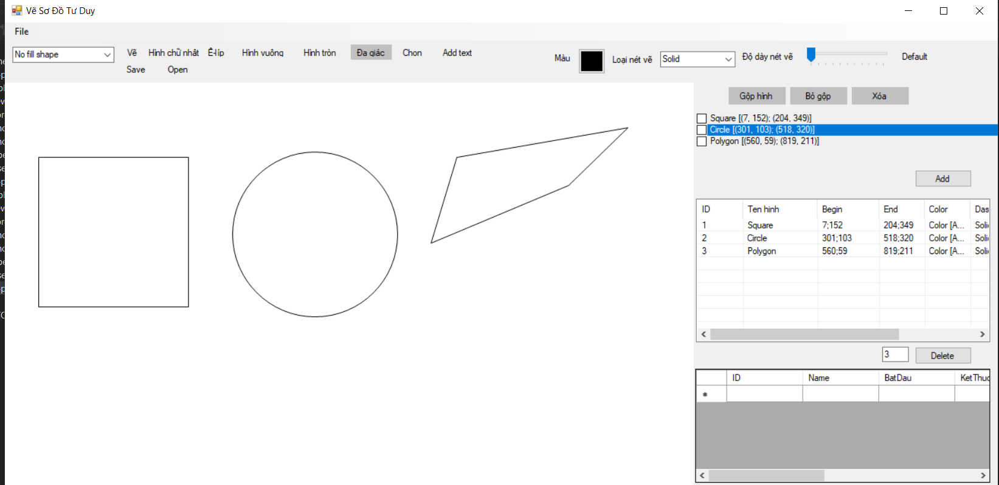 Vẽ Sơ Đồ Tư Duy
File
No fill shape Vẽ Hình chữ nhât Ê-líp Hình vuông Hình tròn Đa giác Chon Add text
Save Open
Màu Loại nét vẽ Solid Độ dày nét vẽ Default
Gộp hình Bỏ gộp Xóa
Square [(7, 152); (204, 349)]
Circle [(301, 103); (518, 320)]
Polygon [(560, 59); (819, 211)]
Add
ID Ten hinh Begin End Color Das
1 Square 7;152 204;349 Color [A... Soli
2 Circle 301;103 518;320 Color [A... Soli
3 Polygon 560;59 819;211 Color [A... Soli
3 Delete
ID Name BatDau KetThuc